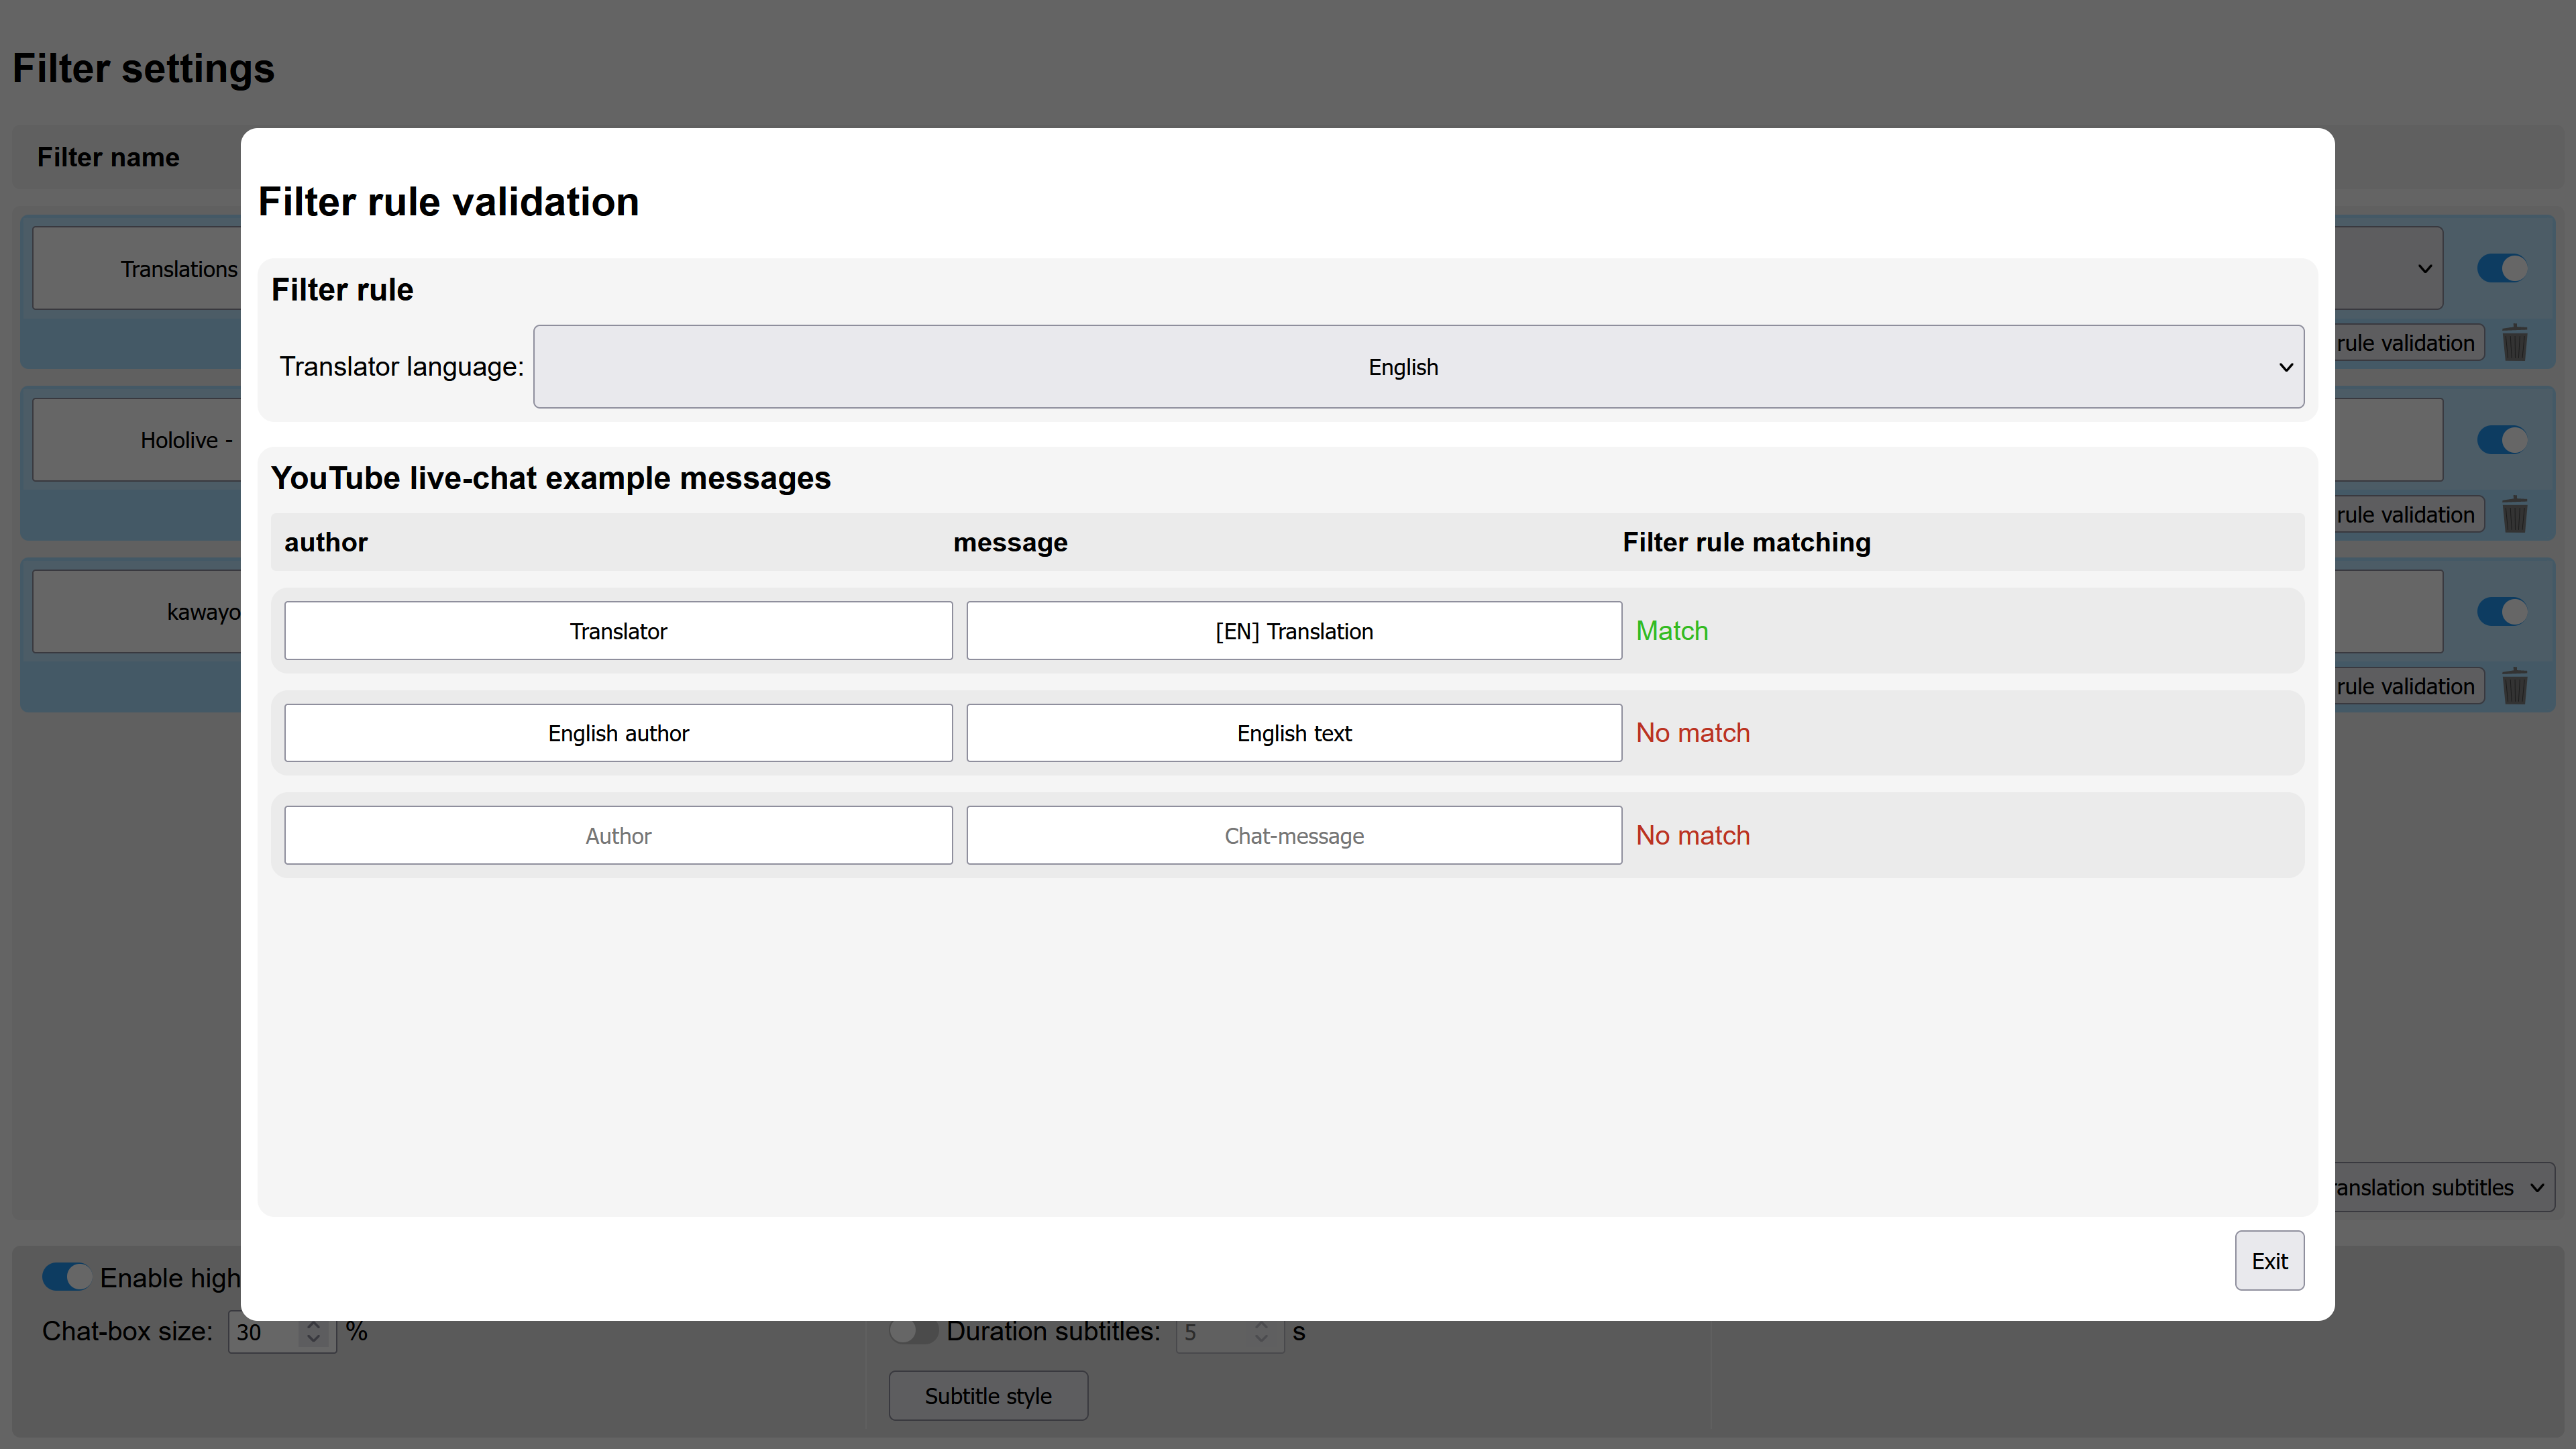 Filter settings
Filter name
Filter rule validation
Translations
Filter rule
Translator language: English
rule validation
Hololive -
YouTube live-chat example messages
rule validation
author message Filter rule matching
kawayo
Translator [EN] Translation Match
rule validation
English author English text No match
Author Chat-message No match
subtitles
Exit
Enable high
Chat-box size: 30 %
Duration subtitles: 5 s
Subtitle style